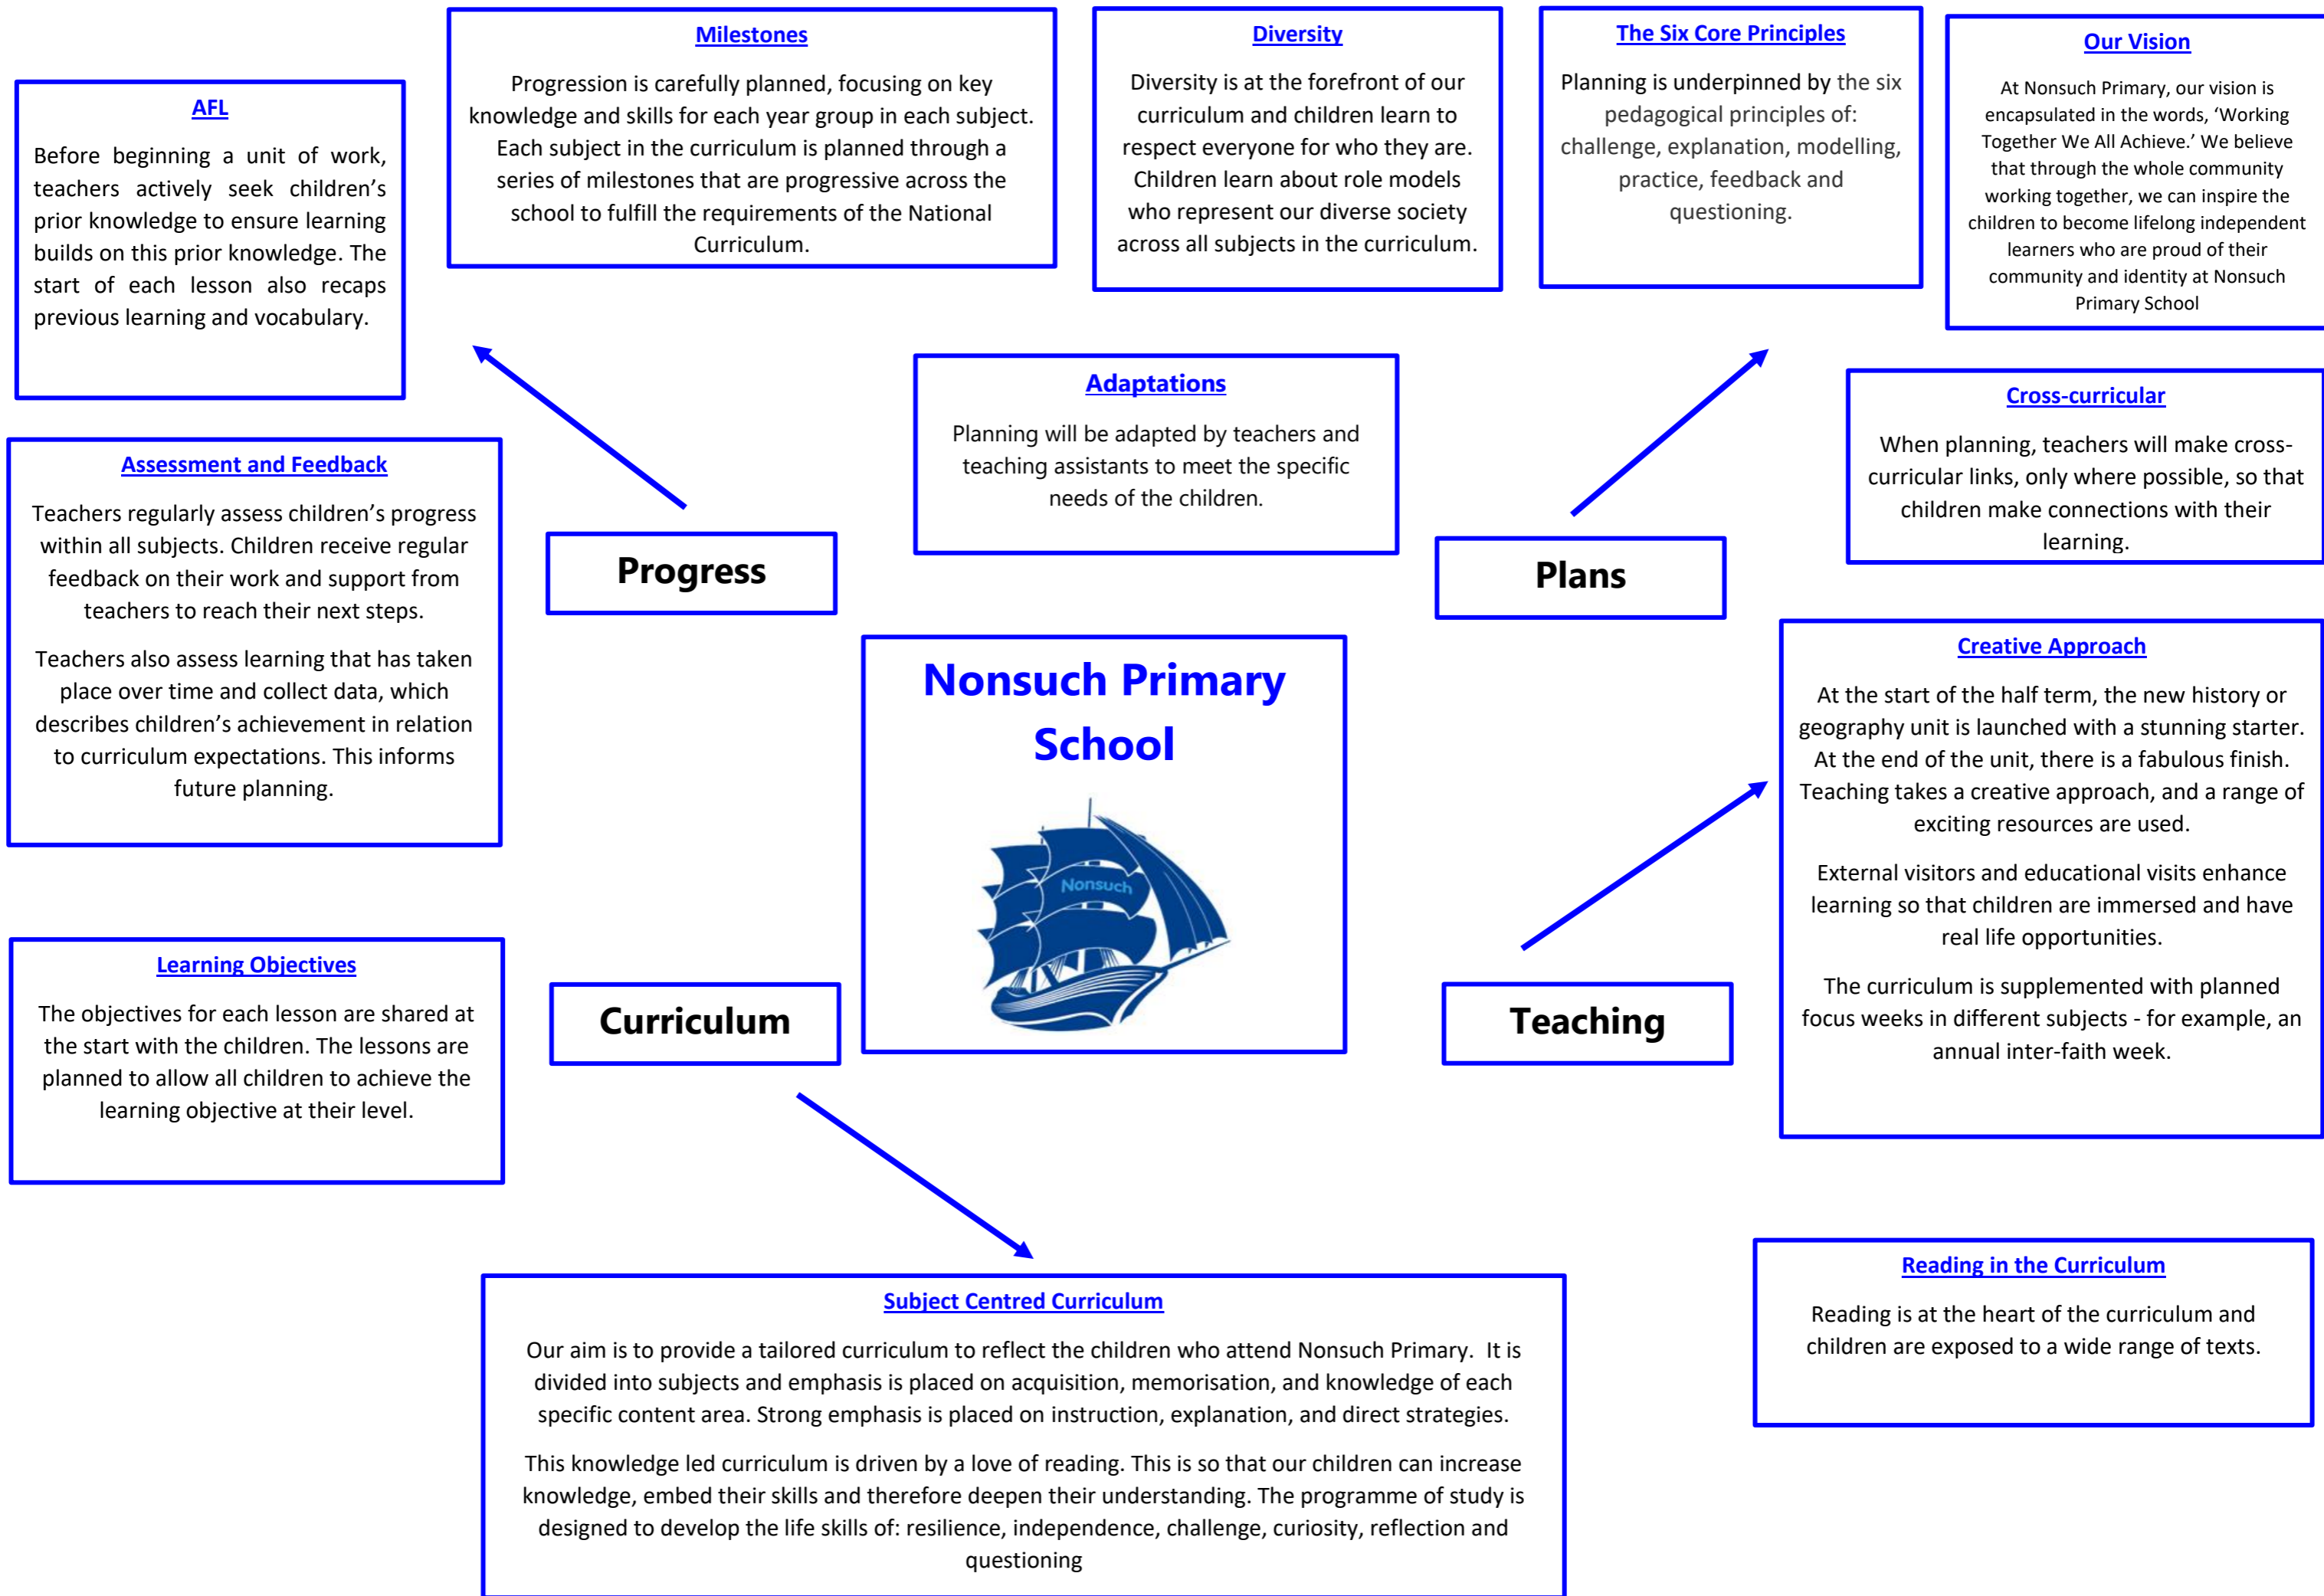 AFL
Before beginning a unit of work,
teachers actively seek children’s
prior knowledge to ensure learning
builds on this prior knowledge. The
start of each lesson also recaps
previous learning and vocabulary.
Milestones
Progression is carefully planned, focusing on key
knowledge and skills for each year group in each subject.
Each subject in the curriculum is planned through a
series of milestones that are progressive across the
school to fulfill the requirements of the National
Curriculum.
Diversity
Diversity is at the forefront of our
curriculum and children learn to
respect everyone for who they are.
Children learn about role models
who represent our diverse society
across all subjects in the curriculum.
The Six Core Principles
Planning is underpinned by the six
pedagogical principles of:
challenge, explanation, modelling,
practice, feedback and
questioning.
Our Vision
At Nonsuch Primary, our vision is
encapsulated in the words, ‘Working
Together We All Achieve.’ We believe
that through the whole community
working together, we can inspire the
children to become lifelong independent
learners who are proud of their
community and identity at Nonsuch
Primary School
Adaptations
Planning will be adapted by teachers and
teaching assistants to meet the specific
needs of the children.
Cross-curricular
When planning, teachers will make cross-
curricular links, only where possible, so that
children make connections with their
learning.
Assessment and Feedback
Teachers regularly assess children’s progress
within all subjects. Children receive regular
feedback on their work and support from
teachers to reach their next steps.
Teachers also assess learning that has taken
place over time and collect data, which
describes children’s achievement in relation
to curriculum expectations. This informs
future planning.
Progress
Plans
Nonsuch Primary
School
Nonsuch
Creative Approach
At the start of the half term, the new history or
geography unit is launched with a stunning starter.
At the end of the unit, there is a fabulous finish.
Teaching takes a creative approach, and a range of
exciting resources are used.
External visitors and educational visits enhance
learning so that children are immersed and have
real life opportunities.
The curriculum is supplemented with planned
focus weeks in different subjects - for example, an
annual inter-faith week.
Learning Objectives
The objectives for each lesson are shared at
the start with the children. The lessons are
planned to allow all children to achieve the
learning objective at their level.
Curriculum
Teaching
Subject Centred Curriculum
Our aim is to provide a tailored curriculum to reflect the children who attend Nonsuch Primary.  It is
divided into subjects and emphasis is placed on acquisition, memorisation, and knowledge of each
specific content area. Strong emphasis is placed on instruction, explanation, and direct strategies.
This knowledge led curriculum is driven by a love of reading. This is so that our children can increase
knowledge, embed their skills and therefore deepen their understanding. The programme of study is
designed to develop the life skills of: resilience, independence, challenge, curiosity, reflection and
questioning
Reading in the Curriculum
Reading is at the heart of the curriculum and
children are exposed to a wide range of texts.